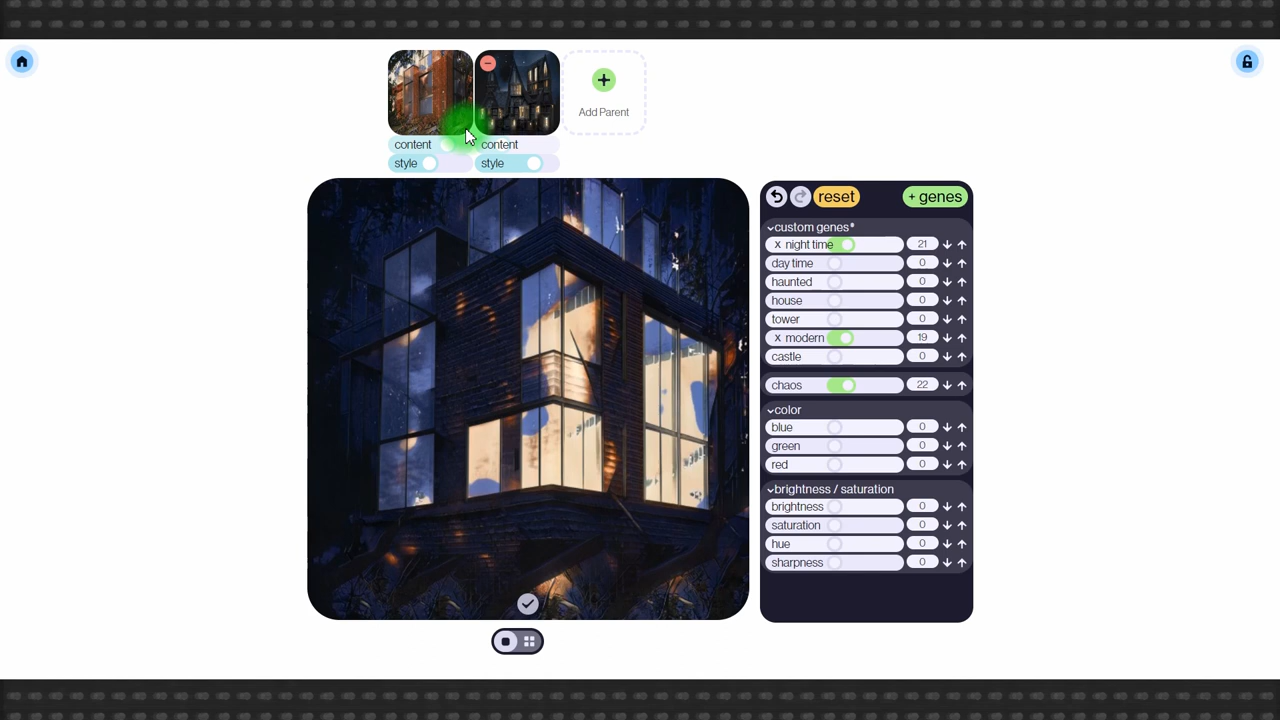 Add Parent
content
content
style
style
reset
+ genes
custom genes*
x night time 21
day time 0
haunted 0
house 0
tower 0
x modern 19
castle 0
chaos 22
color
blue 0
green 0
red 0
brightness / saturation
brightness 0
saturation 0
hue 0
sharpness 0